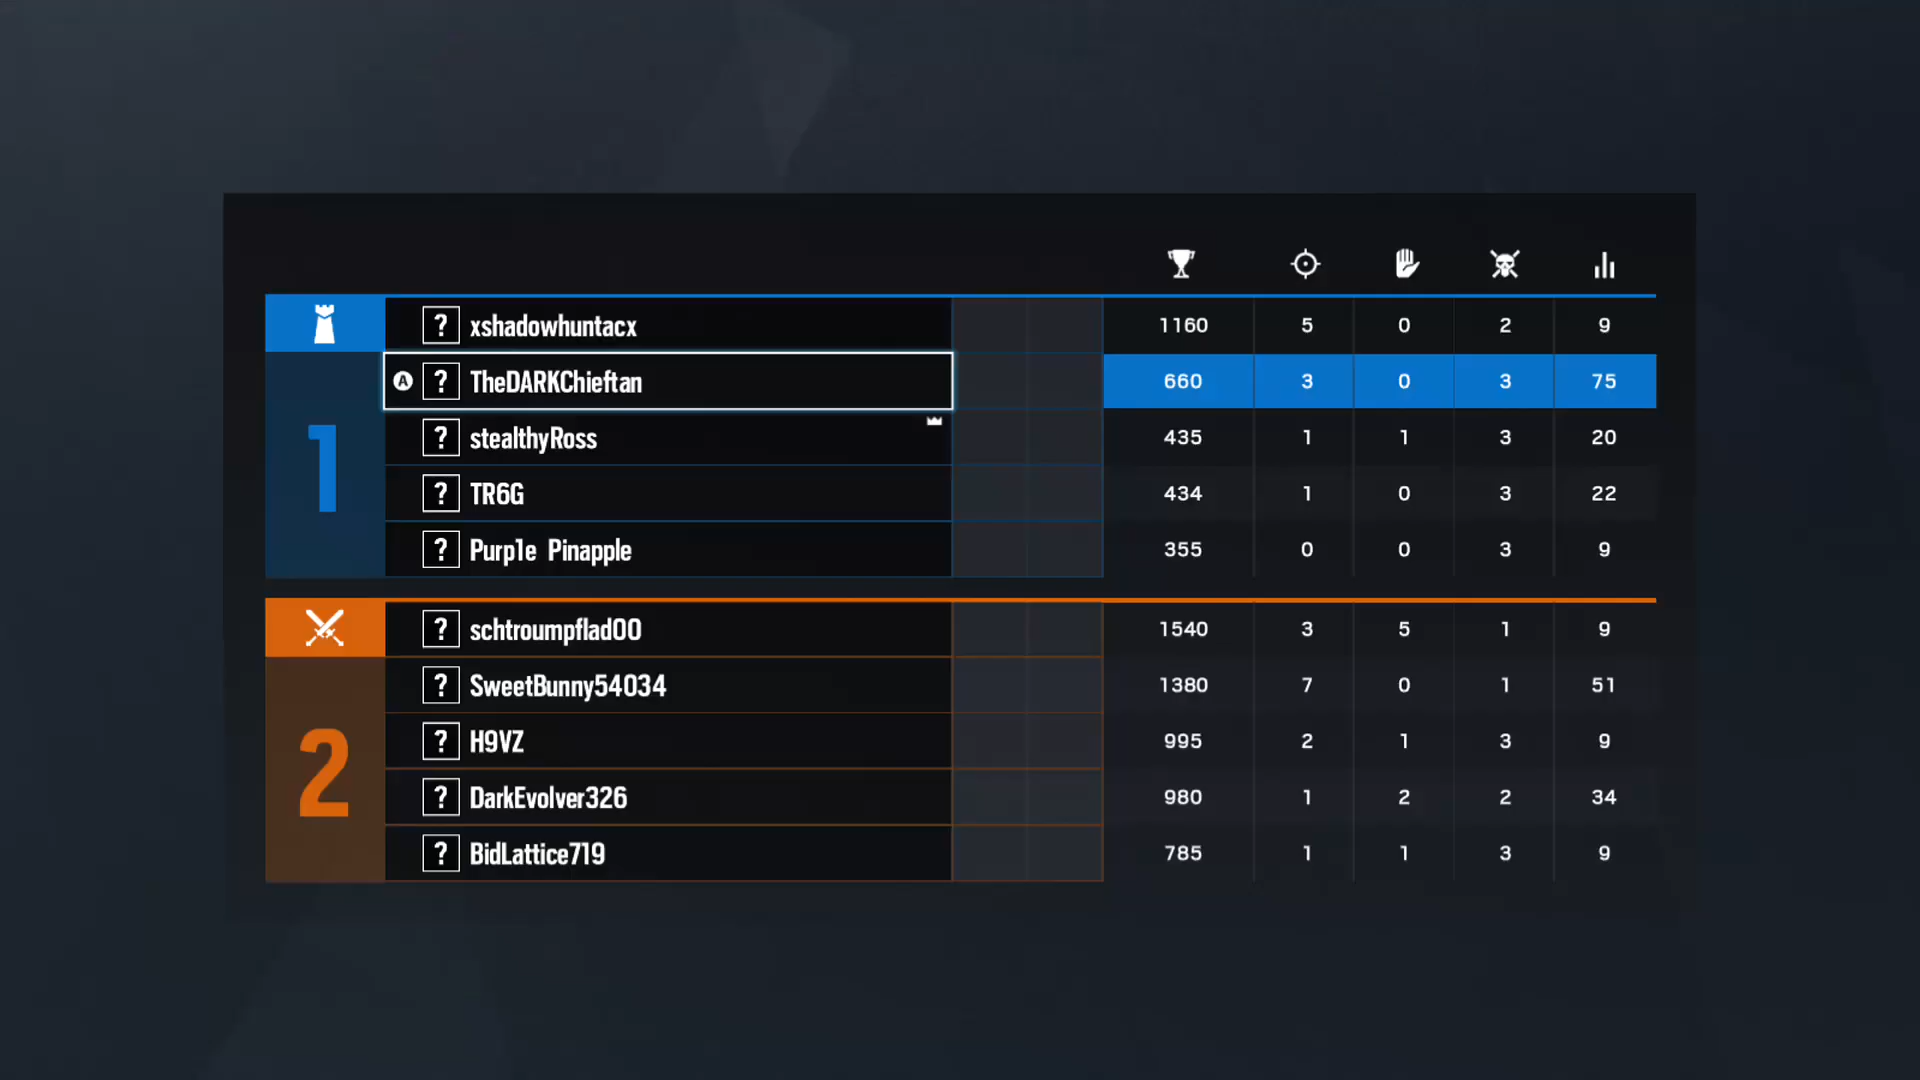 ? xshadowhuntacx 1160 5 0 2 9
A ? TheDARKChieftan 660 3 0 3 75
1
? stealthyRoss 435 1 1 3 20
? TR6G 434 1 0 3 22
? Purp1e Pinapple 355 0 0 3 9
? schtroumpflad00 1540 3 5 1 9
? SweetBunny54034 1380 7 0 1 51
2
? H9VZ 995 2 1 3 9
? DarkEvolver326 980 1 2 2 34
? BidLattice719 785 1 1 3 9